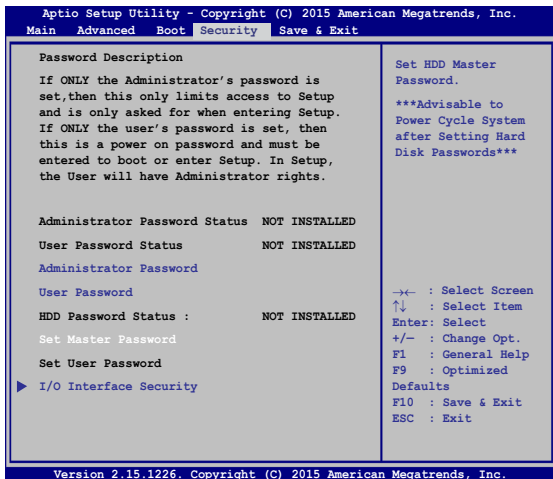 Aptio Setup Utility - Copyright (C) 2015 American Megatrends, Inc.
Main Advanced Boot Security Save & Exit
Password Description
If ONLY the Administrator's password is
set,then this only limits access to Setup
and is only asked for when entering Setup.
If ONLY the user's password is set, then
this is a power on password and must be
entered to boot or enter Setup. In Setup,
the User will have Administrator rights.
Administrator Password Status NOT INSTALLED
User Password Status NOT INSTALLED
Administrator Password
User Password
HDD Password Status : NOT INSTALLED
Set Master Password
Set User Password
I/O Interface Security
Set HDD Master
Password.
***Advisable to
Power Cycle System
after Setting Hard
Disk Passwords***
→← : Select Screen
↑↓ : Select Item
Enter: Select
+/− : Change Opt.
F1 : General Help
F9 : Optimized
Defaults
F10 : Save & Exit
ESC : Exit
Version 2.15.1226. Copyright (C) 2015 American Megatrends, Inc.